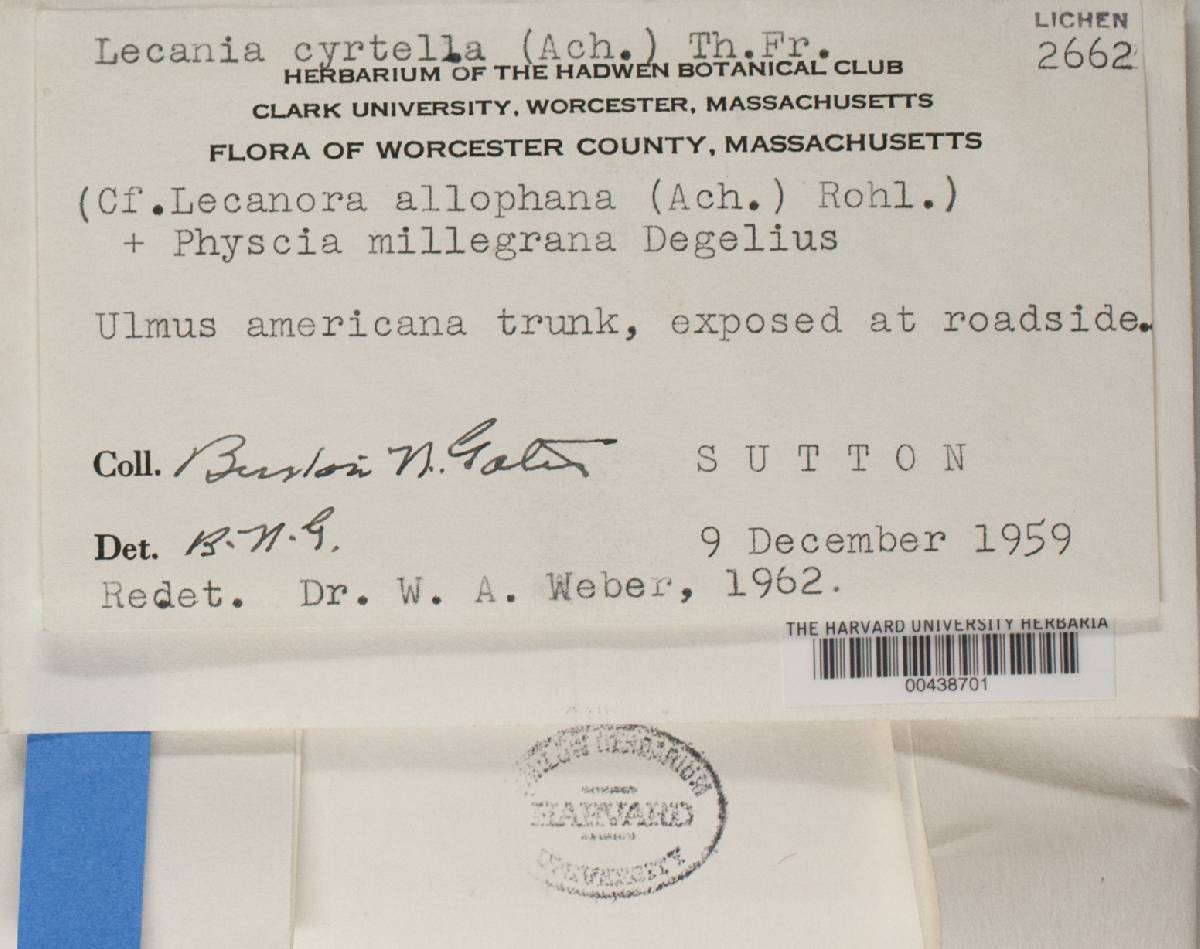 LICHEN
2662
Lecania cyrtella (Ach.) Th.Fr.
HERBARIUM OF THE HADWEN BOTANICAL CLUB
CLARK UNIVERSITY, WORCESTER, MASSACHUSETTS
FLORA OF WORCESTER COUNTY, MASSACHUSETTS
(Cf.Lecanora allophana (Ach.) Rohl.)
+ Physcia millegrana Degelius
Ulmus americana trunk, exposed at roadside.
Coll. Burton N. Gates SUTTON
Det. B.N.G. 9 December 1959
Redet. Dr. W. A. Weber, 1962.
THE HARVARD UNIVERSITY HERBARIA
00438701
HERBARIUM
HARVARD
UNIVERSITY